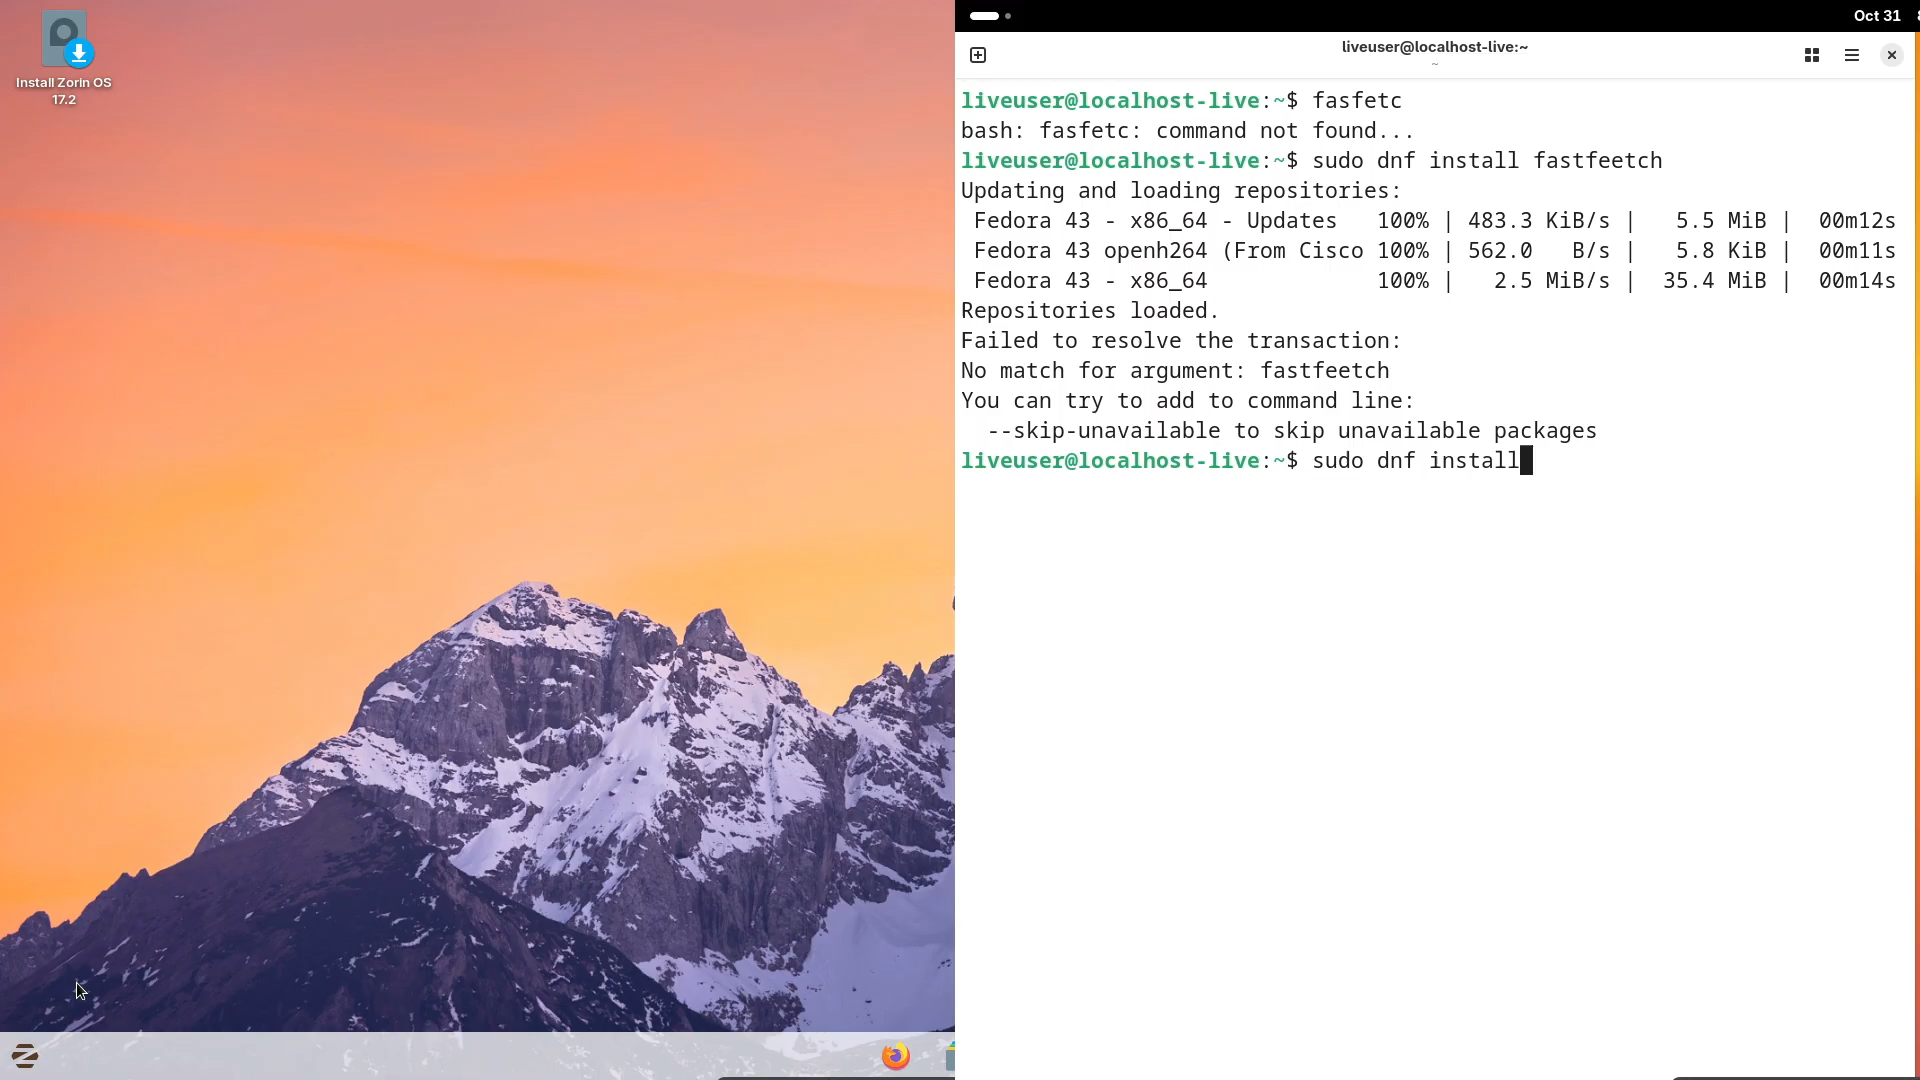 Install Zorin OS
17.2
Oct 31
liveuser@localhost-live:~
~
liveuser@localhost-live:~$ fasfetc
bash: fasfetc: command not found...
liveuser@localhost-live:~$ sudo dnf install fastfeetch
Updating and loading repositories:
 Fedora 43 - x86_64 - Updates   100% | 483.3 KiB/s |   5.5 MiB |  00m12s
 Fedora 43 openh264 (From Cisco 100% | 562.0   B/s |   5.8 KiB |  00m11s
 Fedora 43 - x86_64             100% |   2.5 MiB/s |  35.4 MiB |  00m14s
Repositories loaded.
Failed to resolve the transaction:
No match for argument: fastfeetch
You can try to add to command line:
  --skip-unavailable to skip unavailable packages
liveuser@localhost-live:~$ sudo dnf install